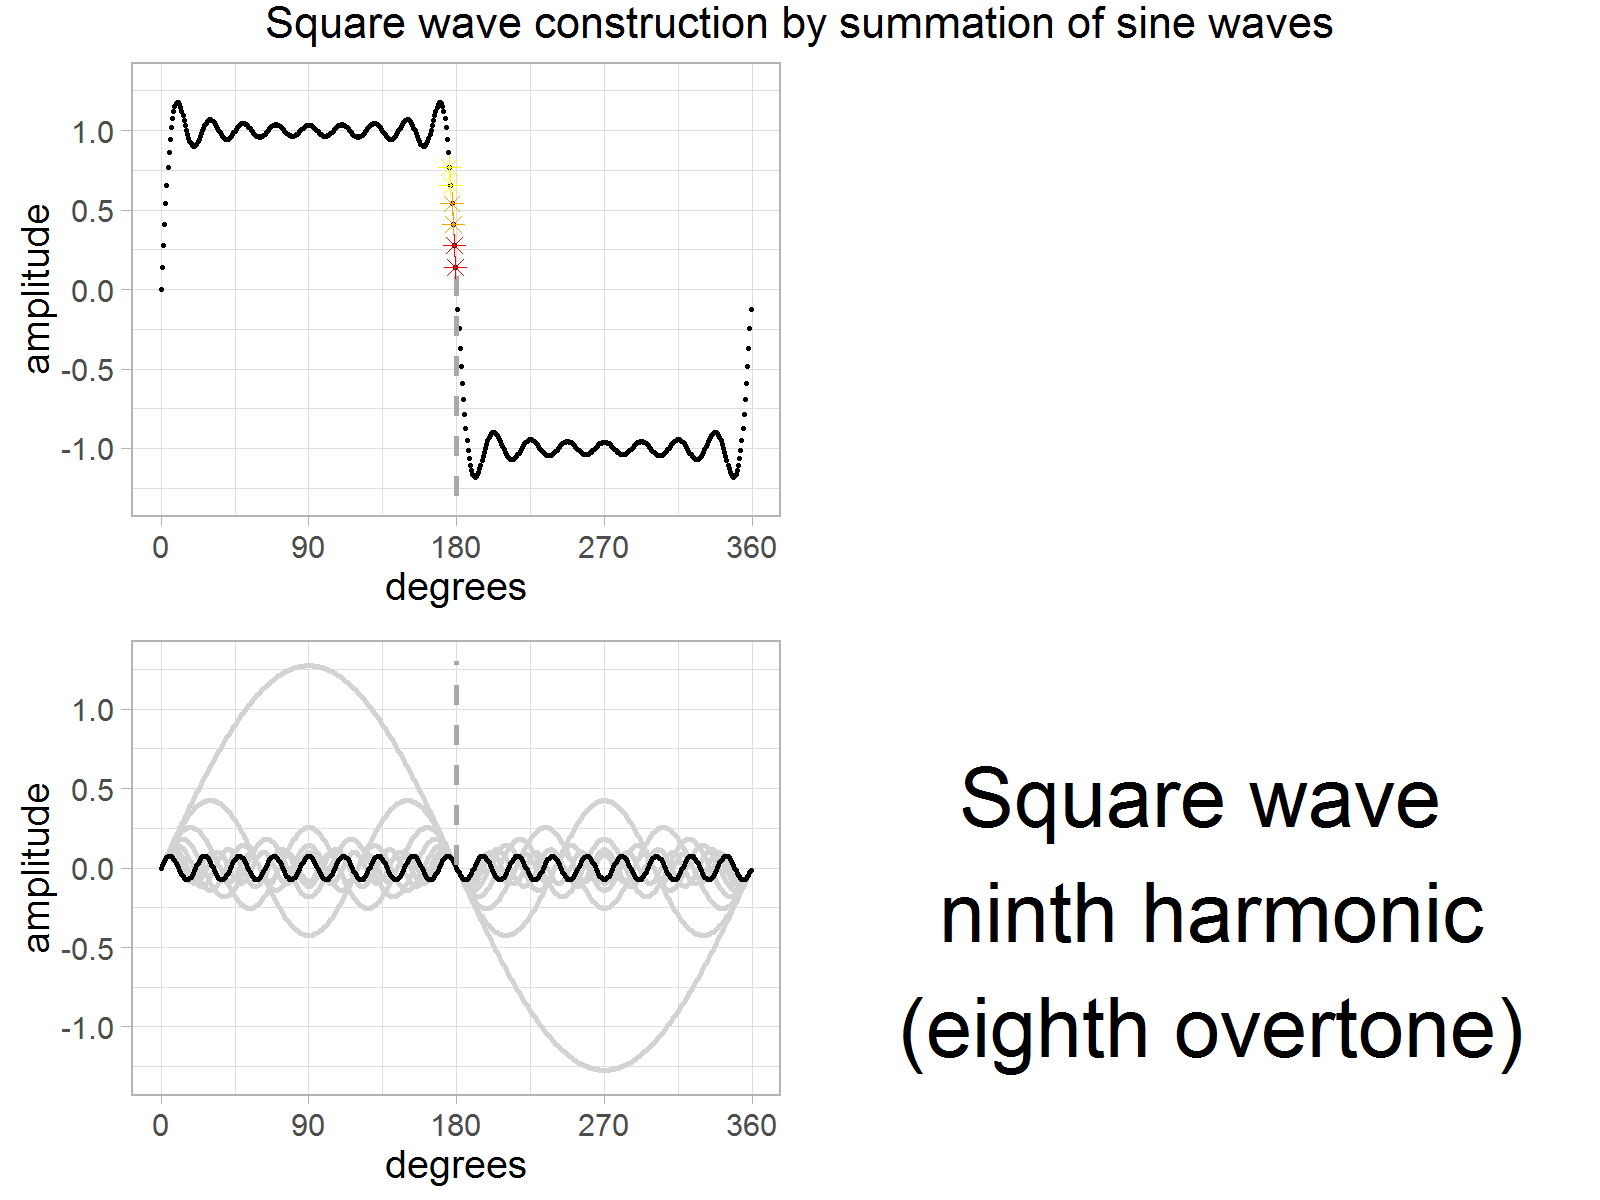 Square wave construction by summation of sine waves
amplitude
1.0
0.5
0.0
-0.5
-1.0
0 90 180 270 360
degrees
amplitude
1.0
0.5
0.0
-0.5
-1.0
0 90 180 270 360
degrees
Square wave
ninth harmonic
(eighth overtone)